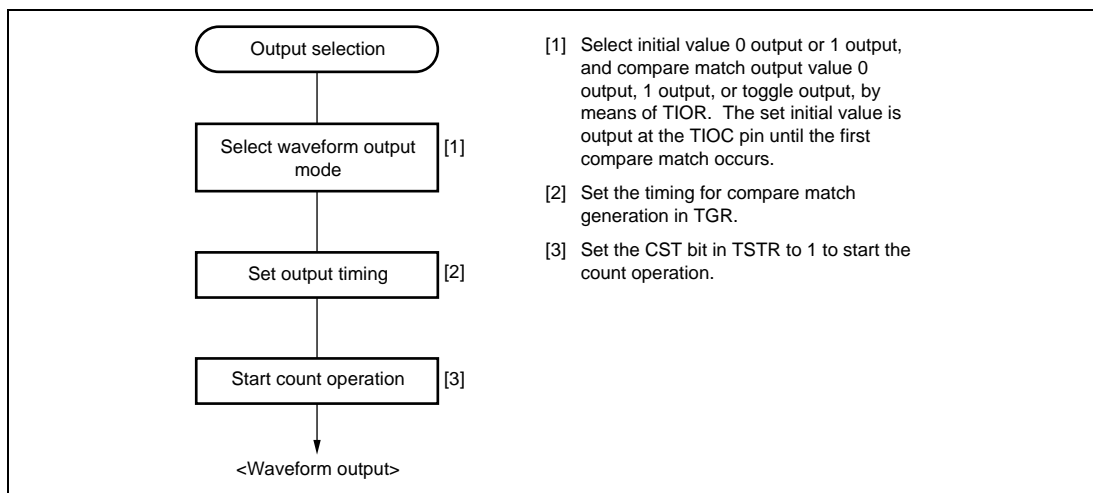 Output selection
Select waveform output
mode
[1]
Set output timing
[2]
Start count operation
[3]
<Waveform output>
[1] Select initial value 0 output or 1 output,
and compare match output value 0
output, 1 output, or toggle output, by
means of TIOR. The set initial value is
output at the TIOC pin until the first
compare match occurs.
[2] Set the timing for compare match
generation in TGR.
[3] Set the CST bit in TSTR to 1 to start the
count operation.